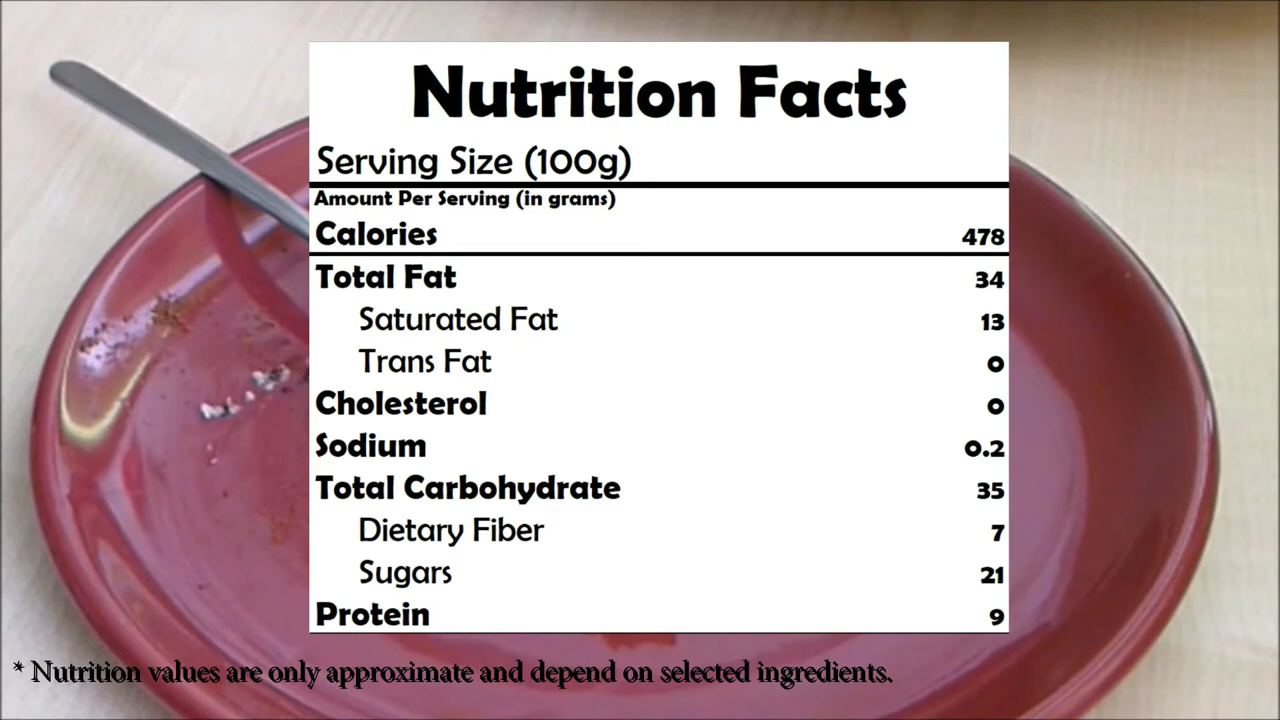 Nutrition Facts
Serving Size (100g)
Amount Per Serving (in grams)
Calories 478
Total Fat 34
Saturated Fat 13
Trans Fat 0
Cholesterol 0
Sodium 0.2
Total Carbohydrate 35
Dietary Fiber 7
Sugars 21
Protein 9
* Nutrition values are only approximate and depend on selected ingredients.